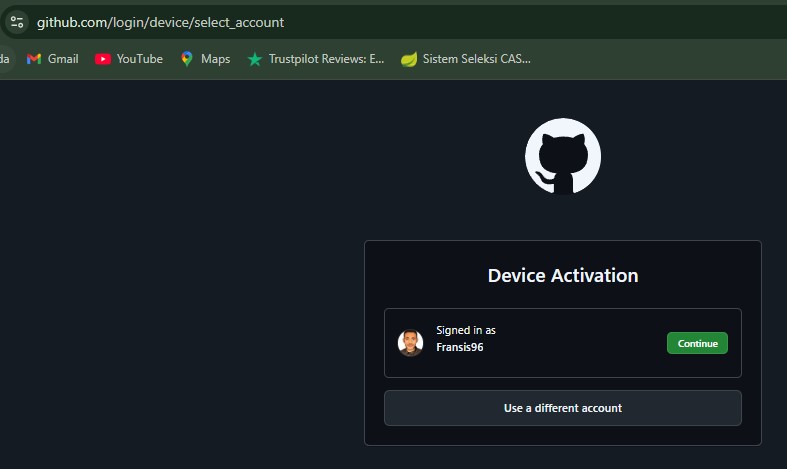 github.com/login/device/select_account
da Gmail YouTube Maps Trustpilot Reviews: E... Sistem Seleksi CAS...
Device Activation
Signed in as
Fransis96
Continue
Use a different account